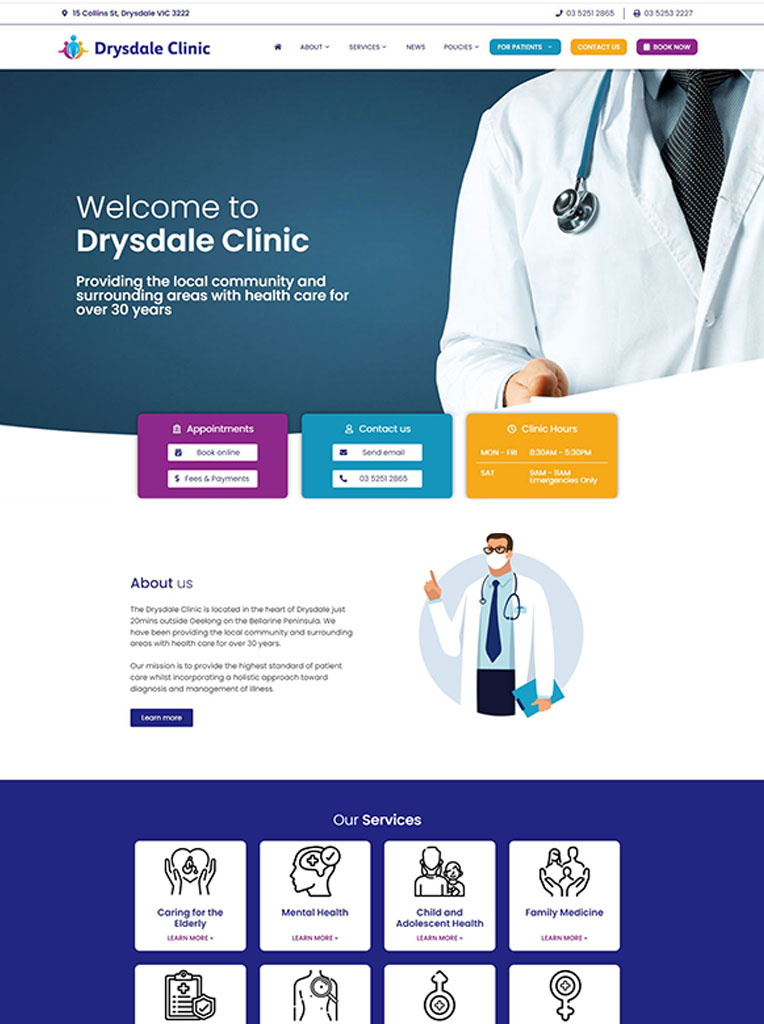 15 Collins St, Drysdale VIC 3222
03 5251 2865
03 5253 2227
Drysdale Clinic
ABOUT
SERVICES
NEWS
POLICIES
FOR PATIENTS
CONTACT US
BOOK NOW
Welcome to
Drysdale Clinic
Providing the local community and
surrounding areas with health care for
over 30 years
Appointments
Book online
$ Fees & Payments
Contact us
Send email
03 5251 2865
Clinic Hours
MON - FRI 8:30AM - 5:30PM
SAT 9AM - 11AM
Emergencies Only
About us
The Drysdale Clinic is located in the heart of Drysdale just
20mins outside Geelong on the Bellarine Peninsula. We
have been providing the local community and surrounding
areas with health care for over 30 years.
Our mission is to provide the highest standard of patient
care whilst incorporating a holistic approach toward
diagnosis and management of illness.
Learn more
Our Services
Caring for the
Elderly
LEARN MORE »
Mental Health
LEARN MORE »
Child and
Adolescent Health
LEARN MORE »
Family Medicine
LEARN MORE »